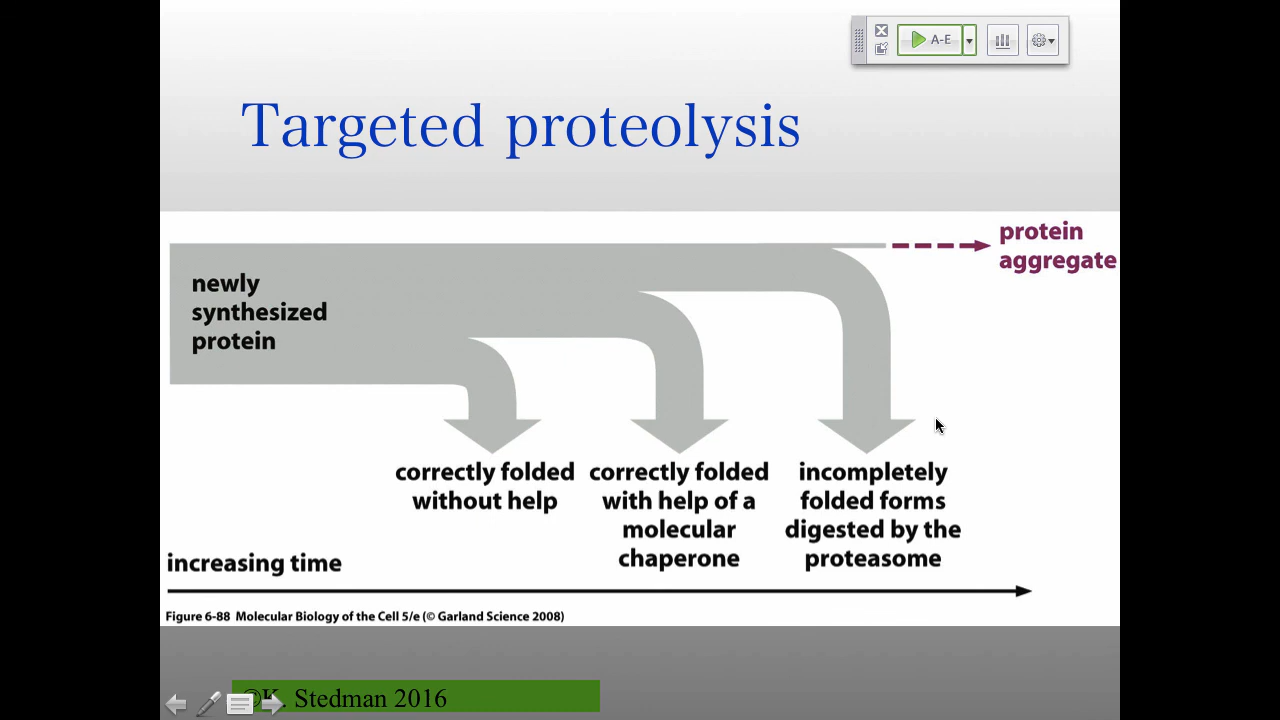 A-E
Targeted proteolysis
protein
aggregate
newly
synthesized
protein
correctly folded
without help
correctly folded
with help of a
molecular
chaperone
incompletely
folded forms
digested by the
proteasome
increasing time
Figure 6-88 Molecular Biology of the Cell 5/e (© Garland Science 2008)
©K. Stedman 2016